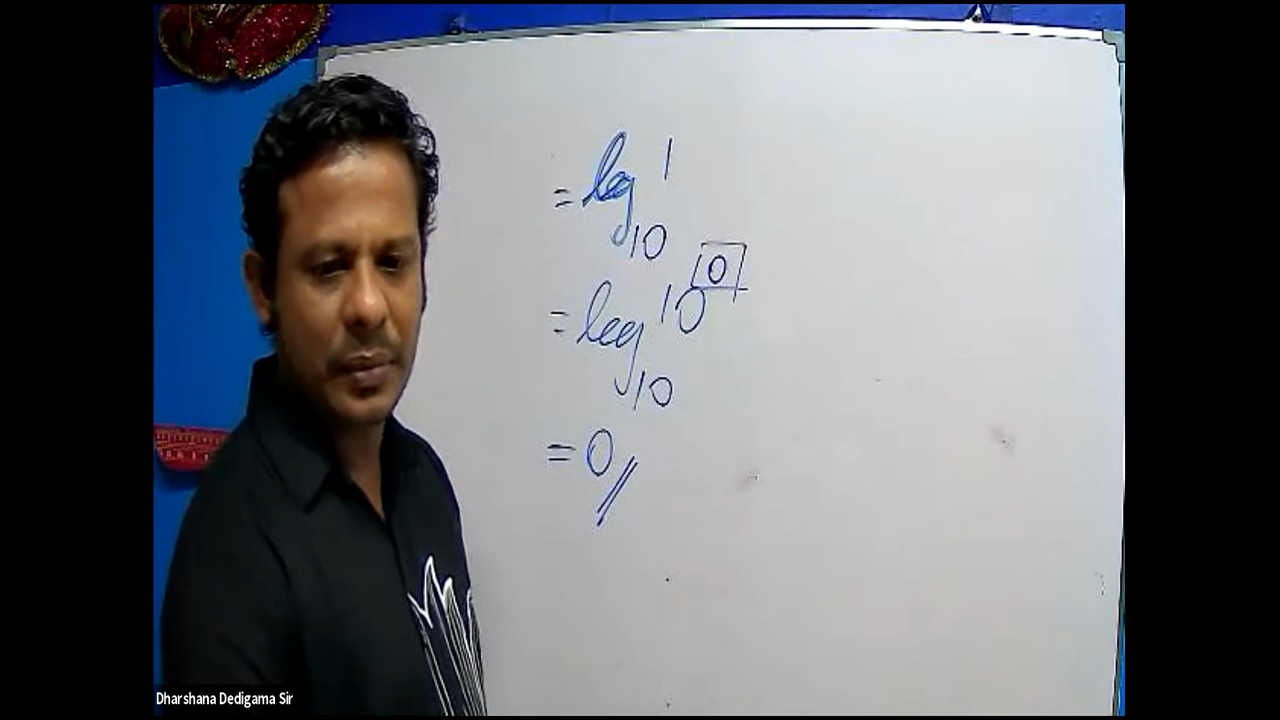 = log₁₀ 1
= log₁₀ 10⁰
= 0 //
Dharshana Dedigama Sir